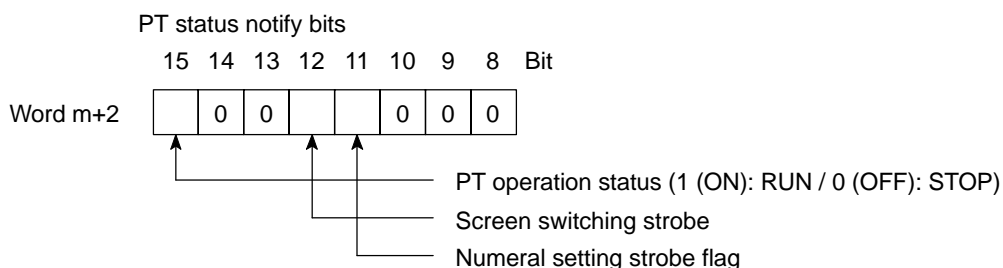 PT status notify bits
15 14 13 12 11 10 9 8 Bit
Word m+2 0 0 0 0 0
PT operation status (1 (ON): RUN / 0 (OFF): STOP)
Screen switching strobe
Numeral setting strobe flag